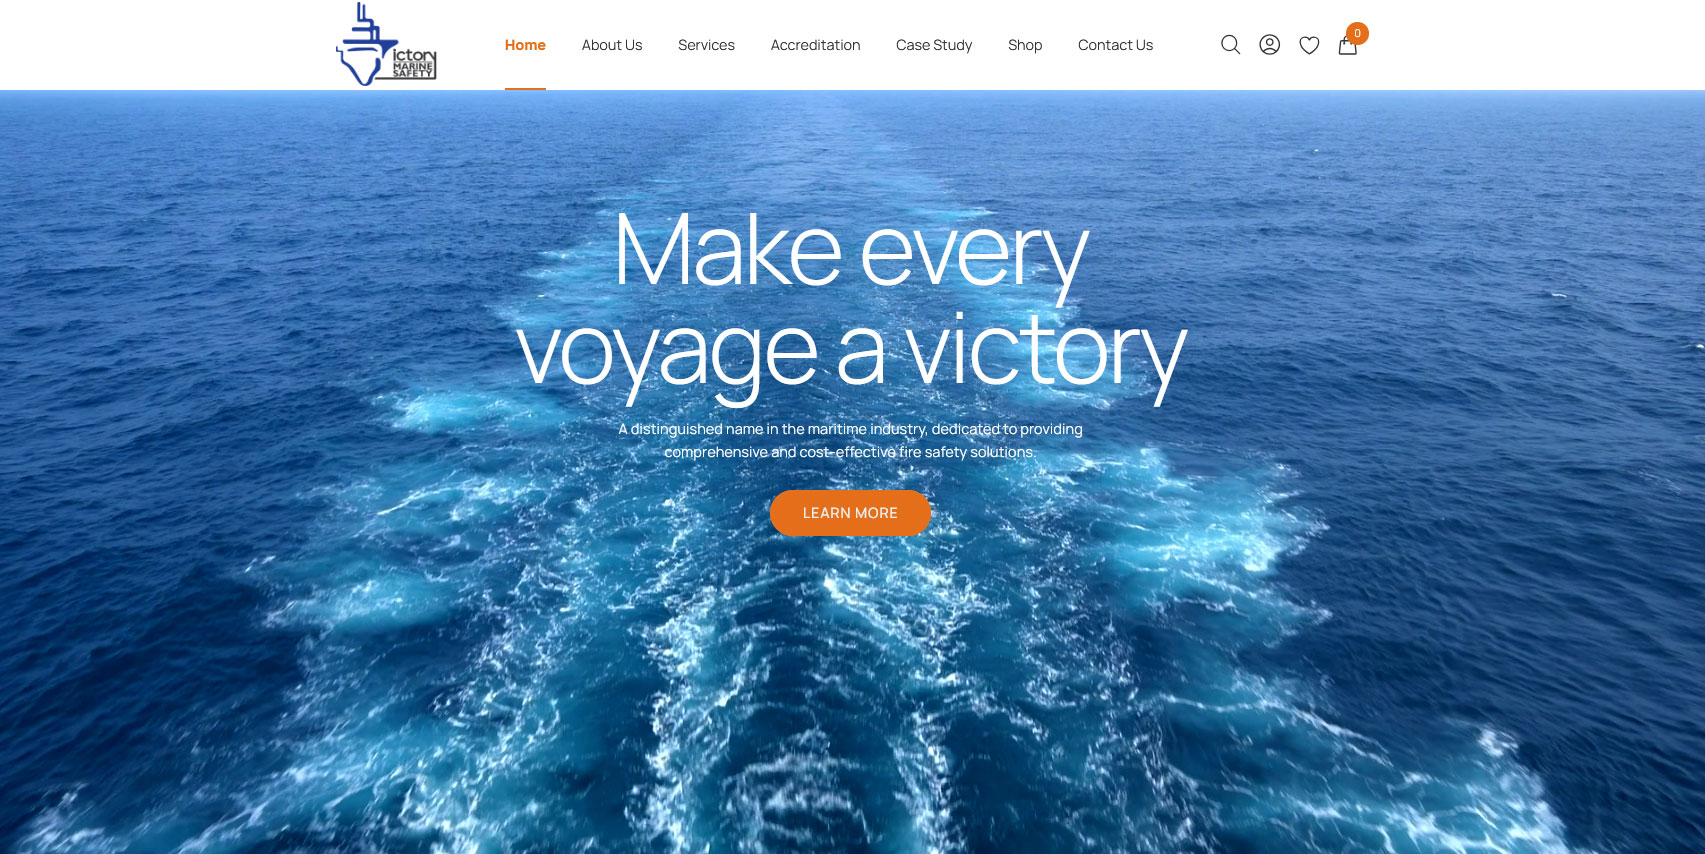 ictory
MARINE
SAFETY
Home
About Us
Services
Accreditation
Case Study
Shop
Contact Us
0
Make every
voyage a victory
A distinguished name in the maritime industry, dedicated to providing
comprehensive and cost-effective fire safety solutions.
LEARN MORE